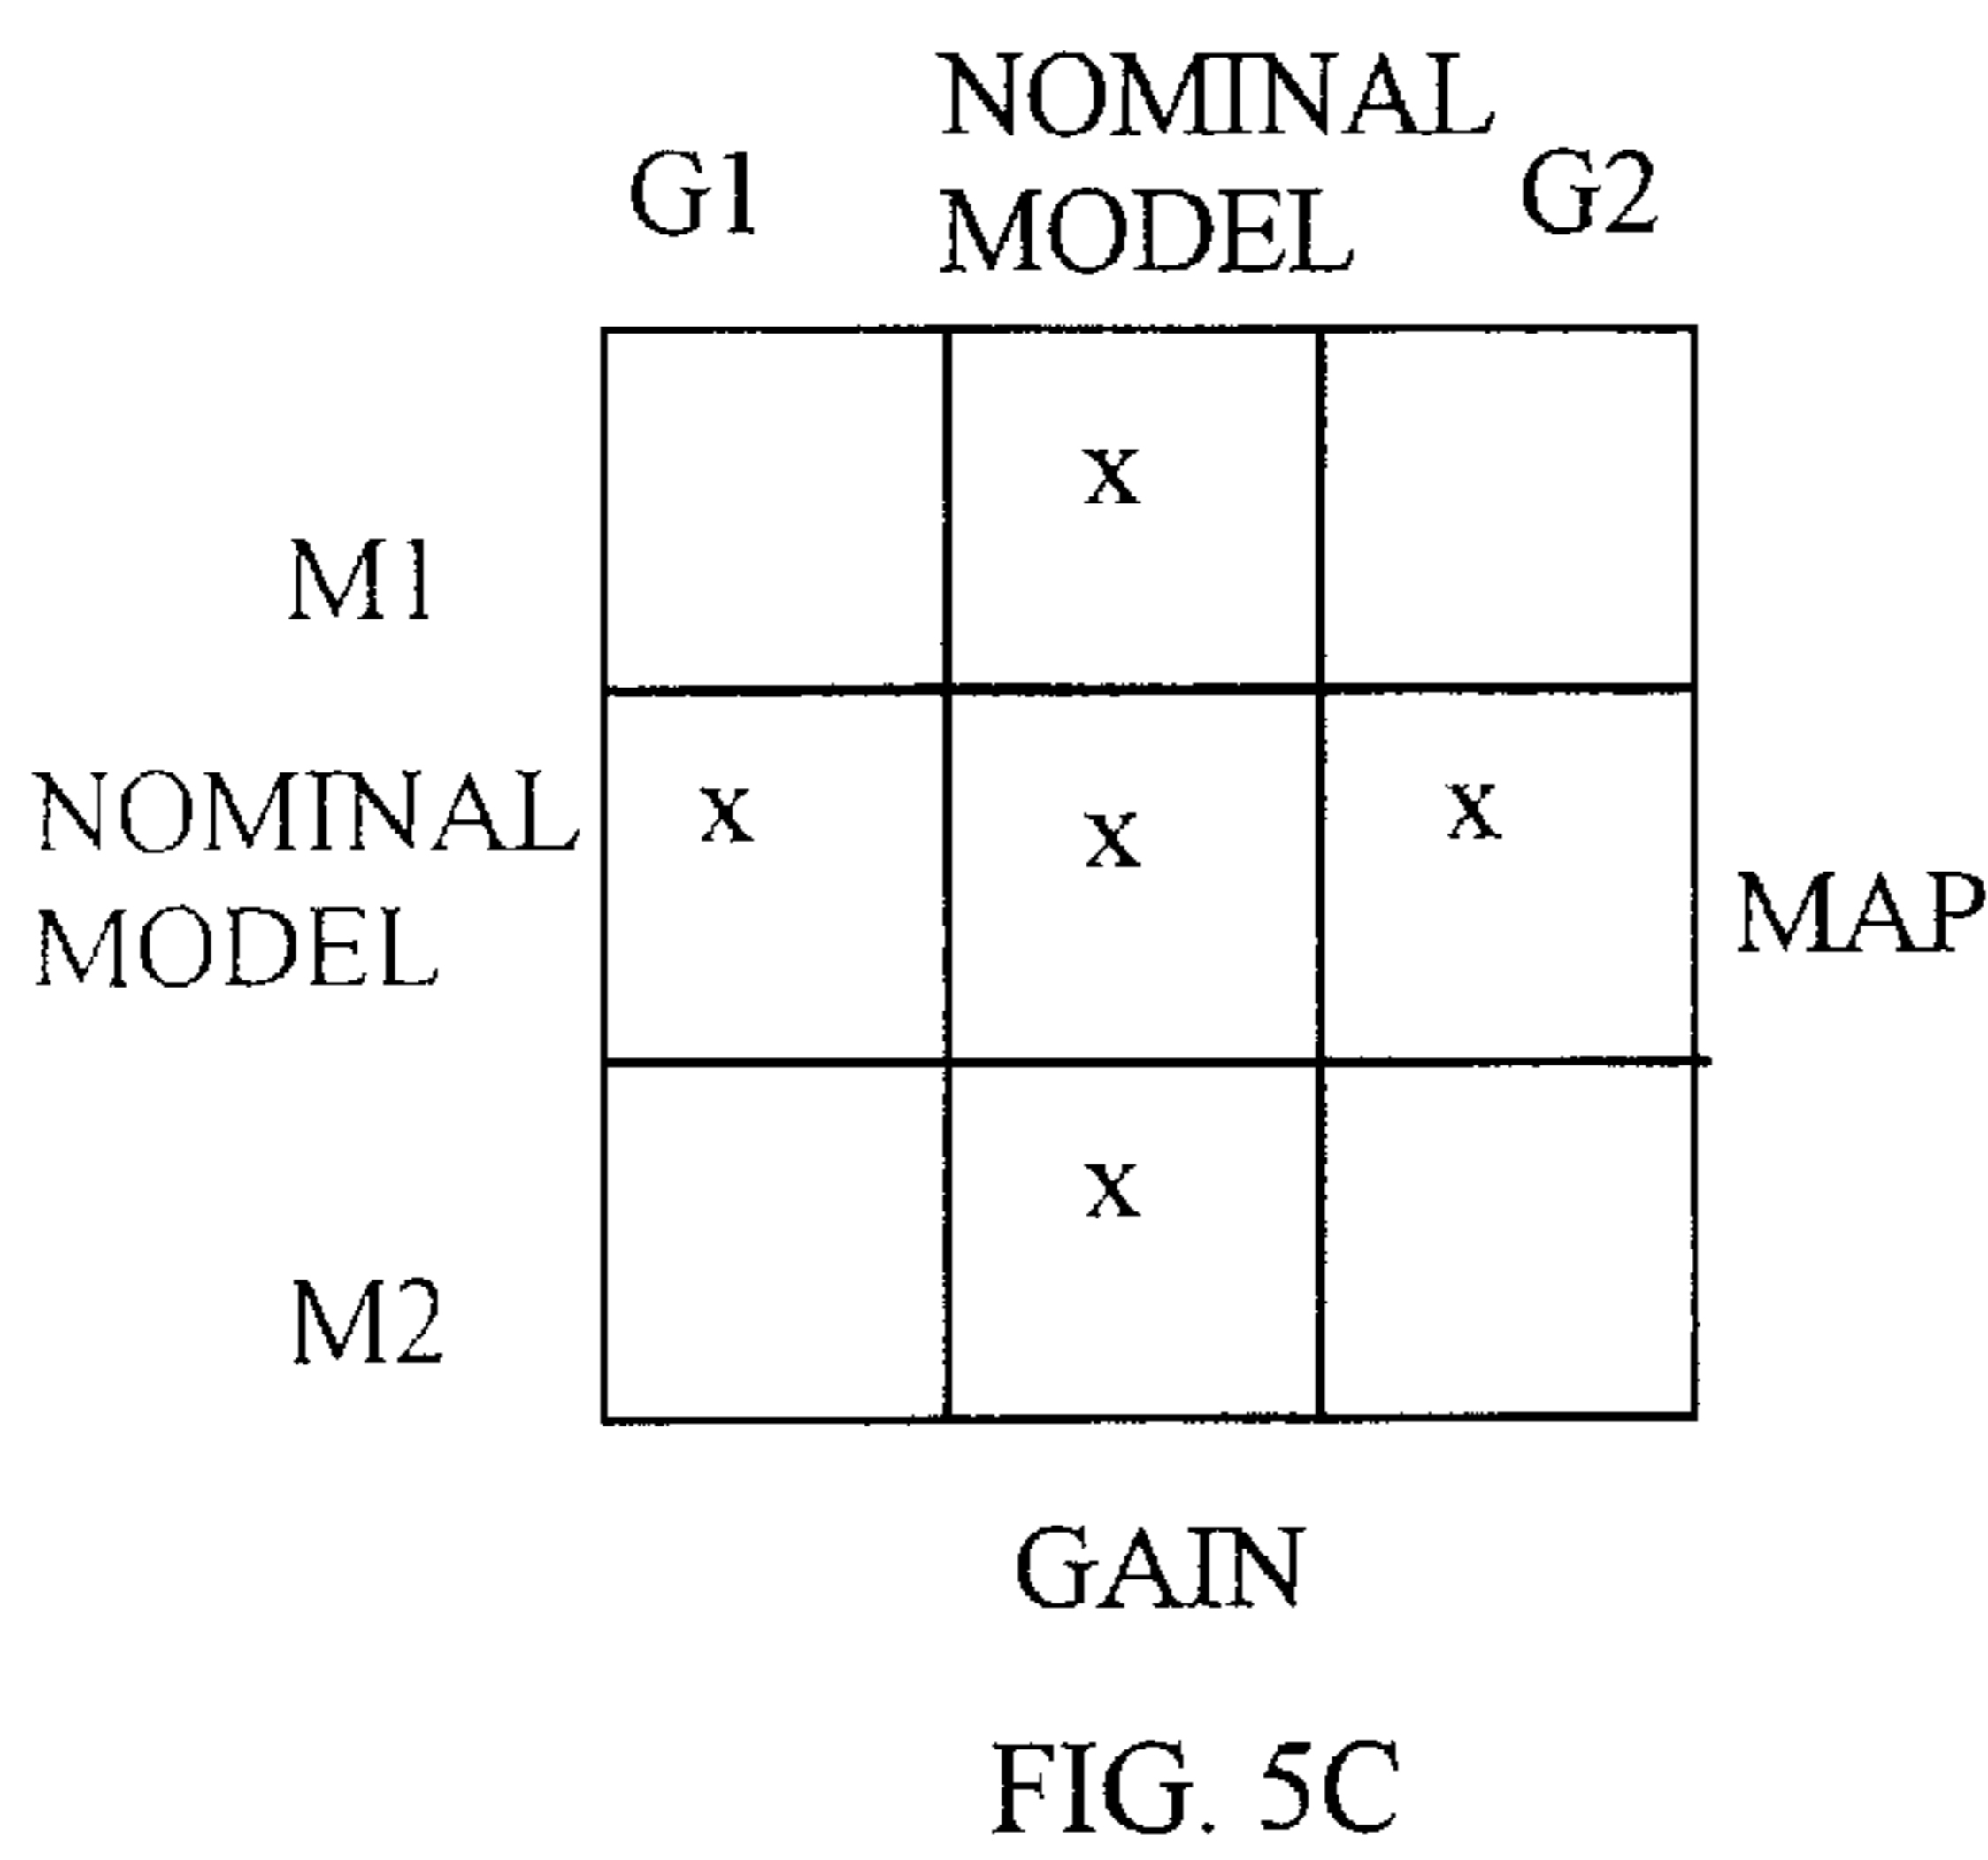 NOMINAL
G1 MODEL G2
x
M1
NOMINAL x x x
MODEL MAP
x
M2
GAIN
FIG. 5C